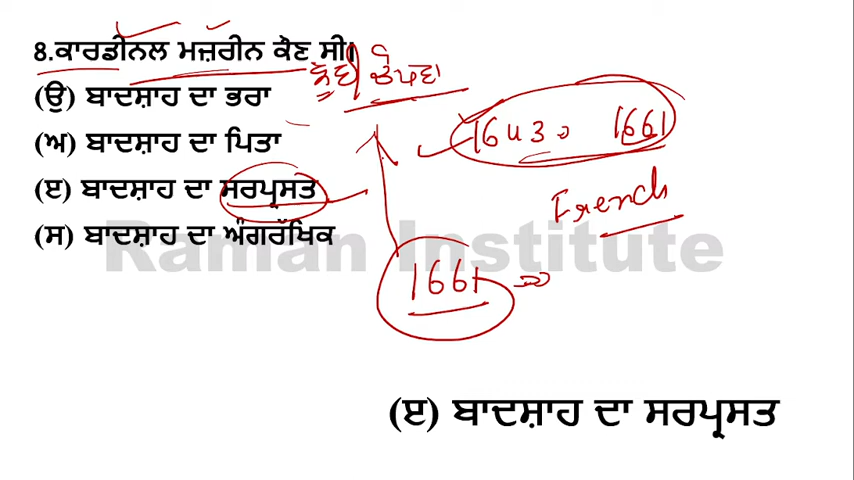 8.ਕਾਰਡੀਨਲ ਮਜ਼ਰੀਨ ਕੌਣ ਸੀ।
(ੳ) ਬਾਦਸ਼ਾਹ ਦਾ ਭਰਾ
(ਅ) ਬਾਦਸ਼ਾਹ ਦਾ ਪਿਤਾ
1643 1661
(ੲ) ਬਾਦਸ਼ਾਹ ਦਾ ਸਰਪ੍ਰਸਤ
French
(ਸ) ਬਾਦਸ਼ਾਹ ਦਾ ਅੰਗਰੱਖਿਕ
Raman Institute
1661
(ੲ) ਬਾਦਸ਼ਾਹ ਦਾ ਸਰਪ੍ਰਸਤ